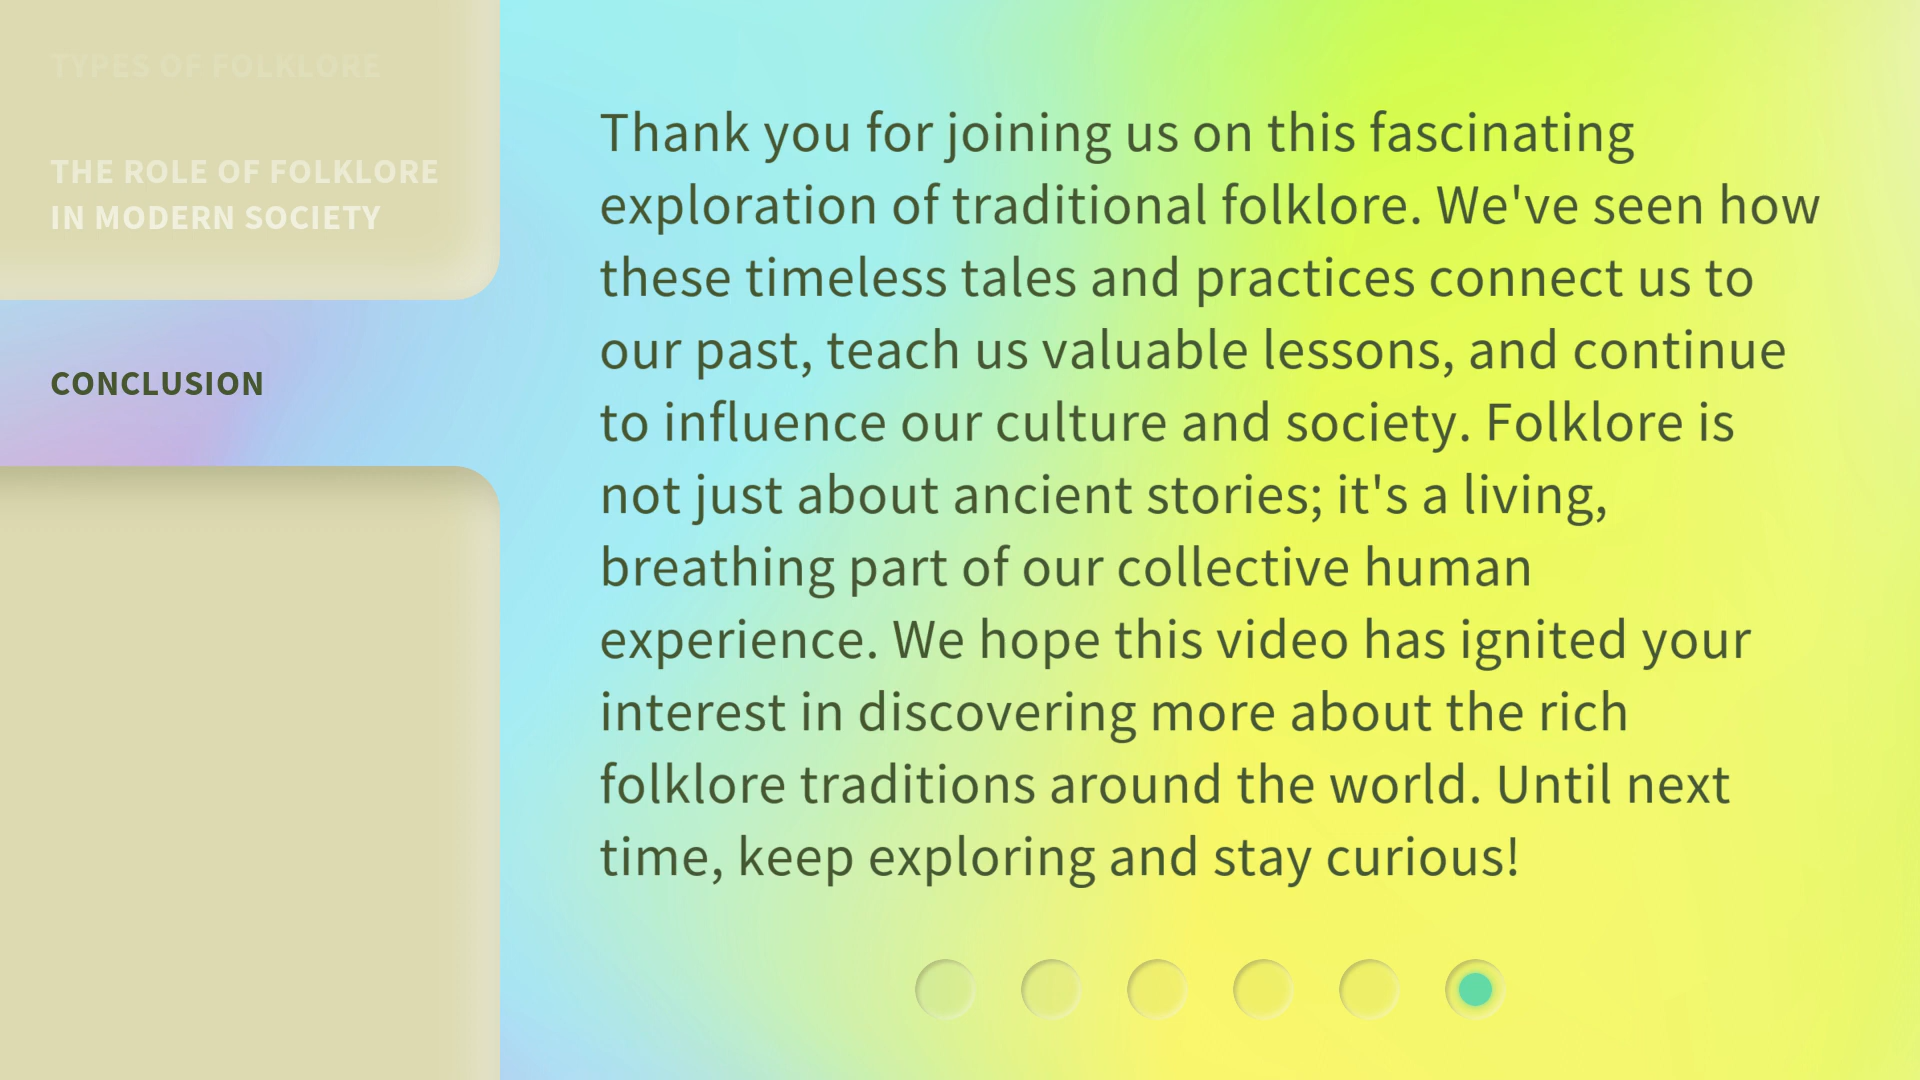 TYPES OF FOLKLORE
THE ROLE OF FOLKLORE
IN MODERN SOCIETY
CONCLUSION
Thank you for joining us on this fascinating
exploration of traditional folklore. We've seen how
these timeless tales and practices connect us to
our past, teach us valuable lessons, and continue
to influence our culture and society. Folklore is
not just about ancient stories; it's a living,
breathing part of our collective human
experience. We hope this video has ignited your
interest in discovering more about the rich
folklore traditions around the world. Until next
time, keep exploring and stay curious!